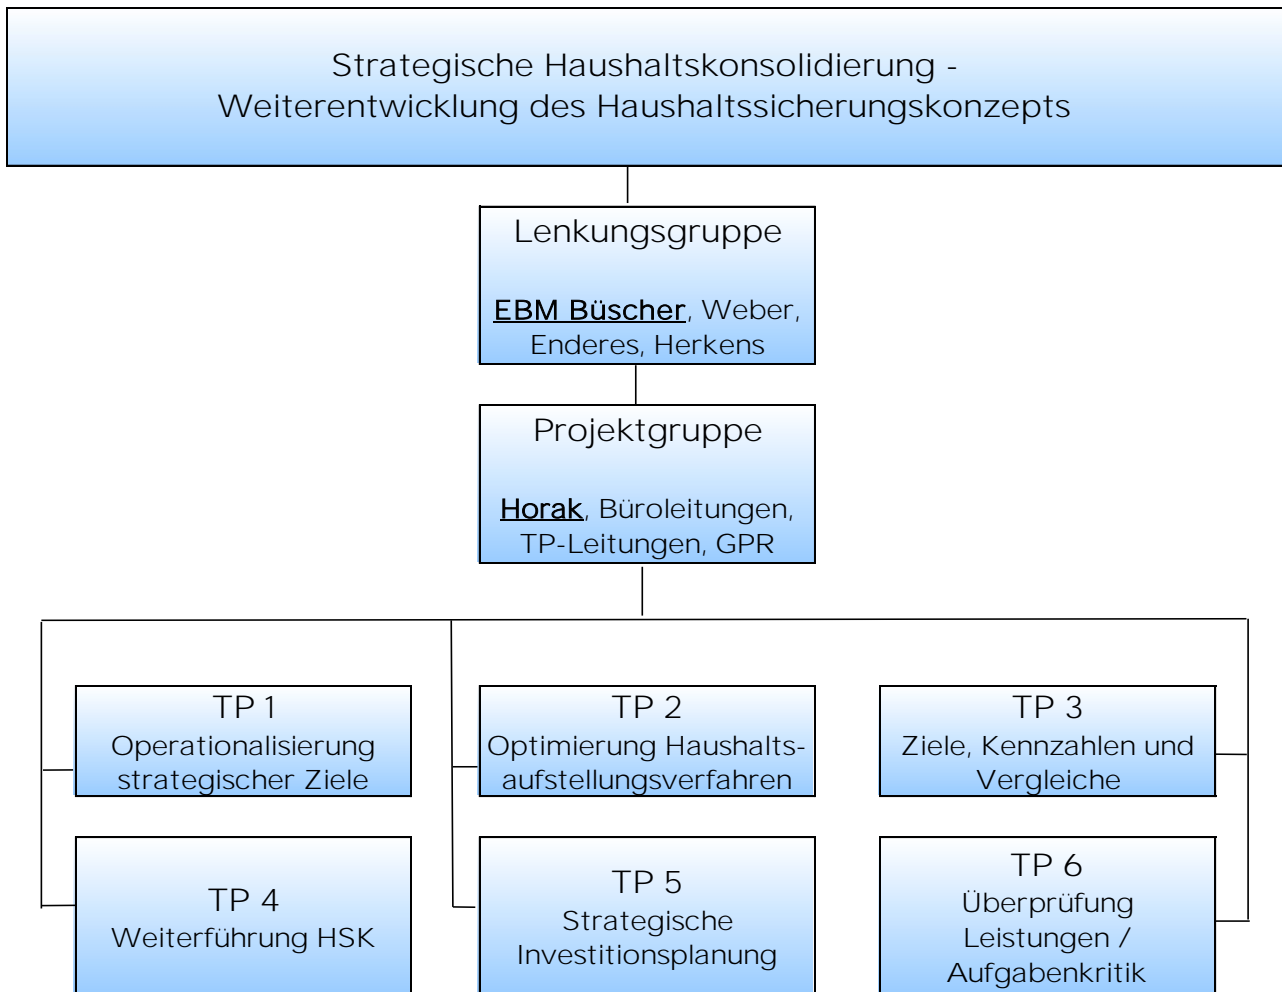 Strategische Haushaltskonsolidierung -
Weiterentwicklung des Haushaltssicherungskonzepts
Lenkungsgruppe
EBM Büscher, Weber,
Enderes, Herkens
Projektgruppe
Horak, Büroleitungen,
TP-Leitungen, GPR
TP 1
Operationalisierung
strategischer Ziele
TP 2
Optimierung Haushalts-
aufstellungsverfahren
TP 3
Ziele, Kennzahlen und
Vergleiche
TP 4
Weiterführung HSK
TP 5
Strategische
Investitionsplanung
TP 6
Überprüfung
Leistungen /
Aufgabenkritik